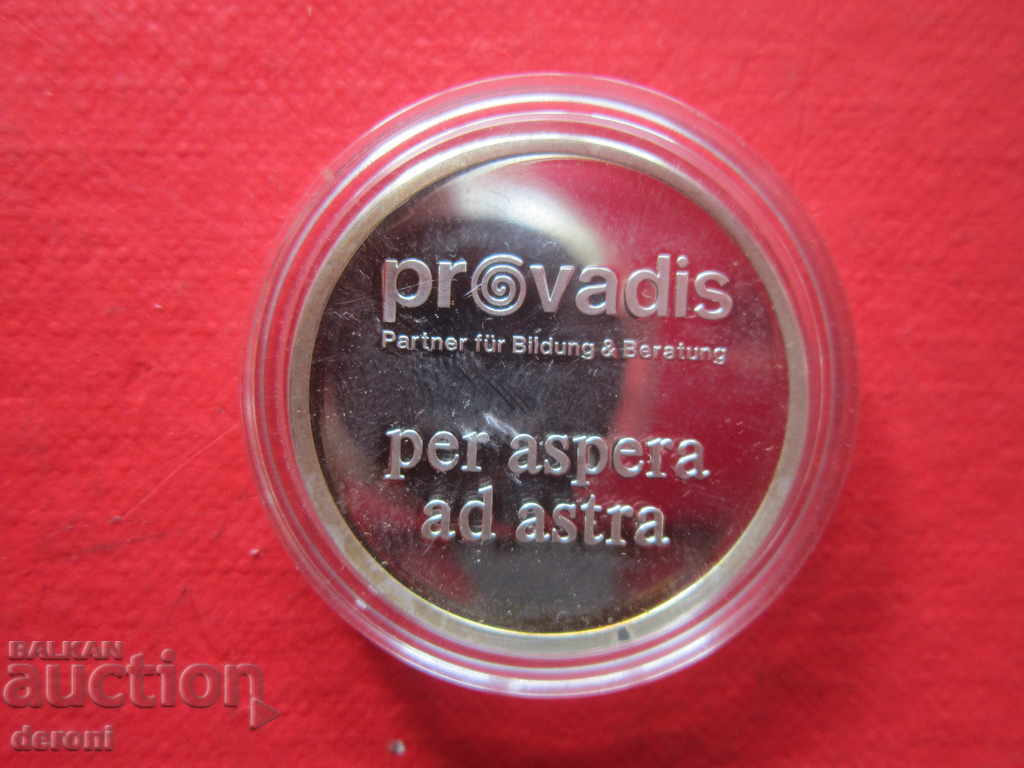 provadis
Partner für Bildung & Beratung
per aspera
ad astra
BALKAN
auction
deroni